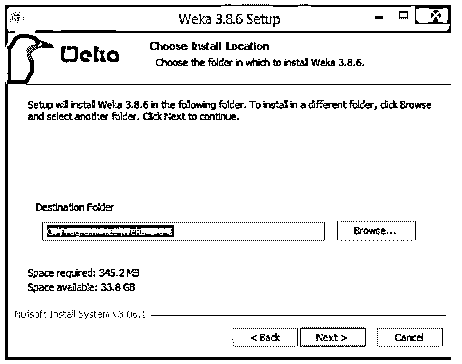 Weka 3.8.6 Setup
Weka
Choose Install Location
Choose the folder in which to install Weka 3.8.6.
Setup will install Weka 3.8.6 in the following folder. To install in a different folder, click Browse
and select another folder. Click Next to continue.
Destination Folder
Browse...
Space required: 345.2 MB
Space available: 33.8 GB
Nullsoft Install System v3.06.1
< Back
Next >
Cancel